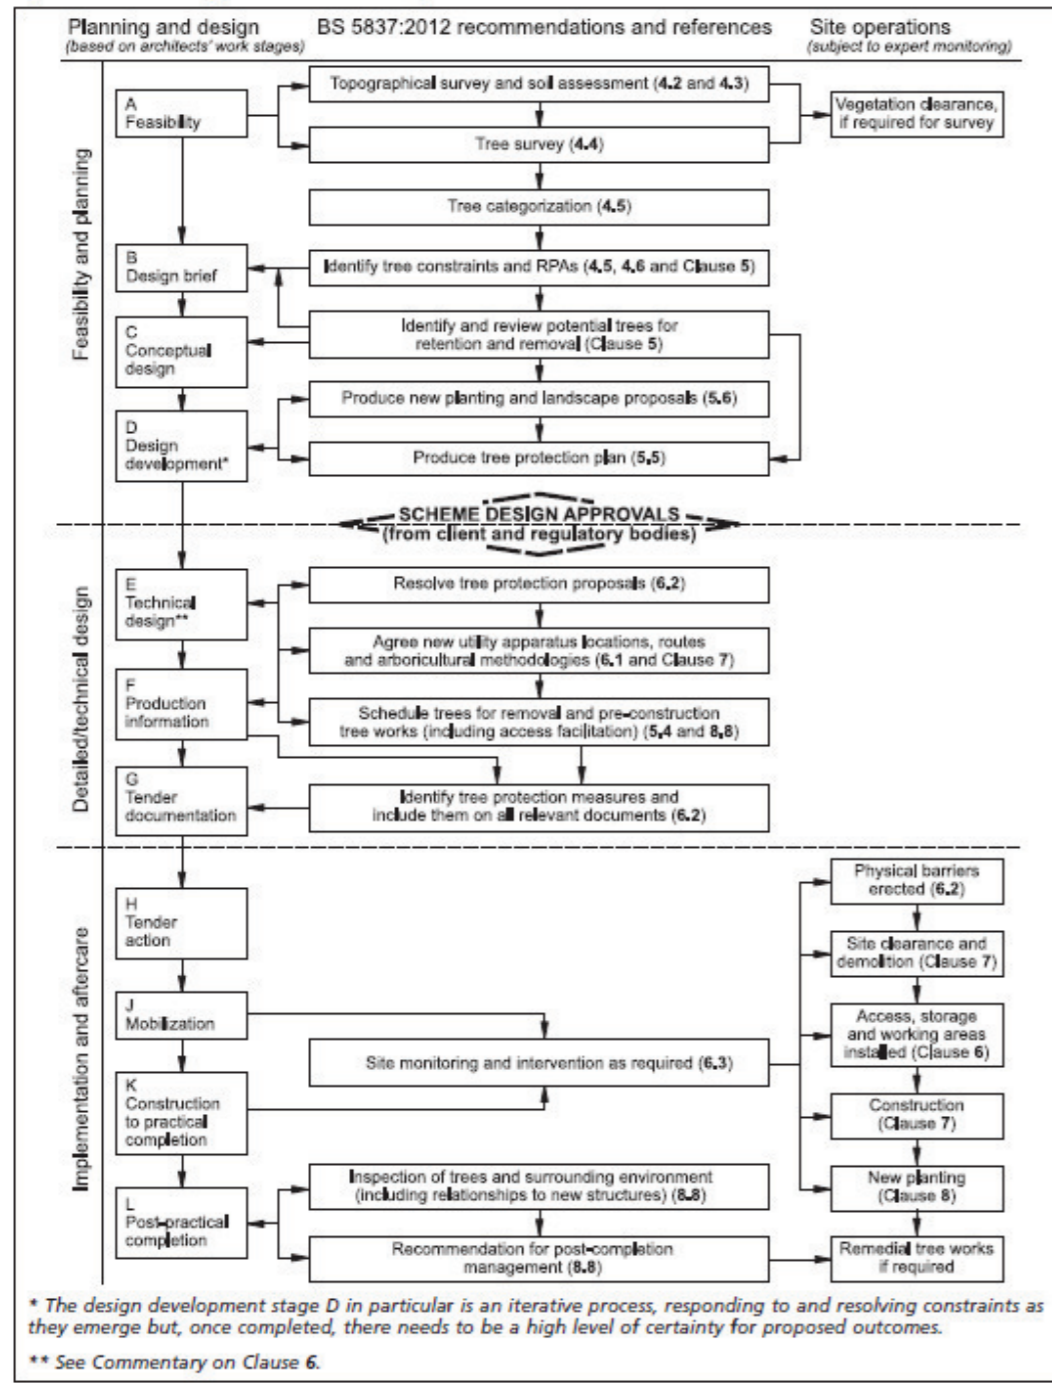 Planning and design
(based on architects' work stages)
BS 5837:2012 recommendations and references
Site operations
(subject to expert monitoring)
Feasibility and planning
A
Feasibility
Topographical survey and soil assessment (4.2 and 4.3)
Vegetation clearance,
if required for survey
Tree survey (4.4)
Tree categorization (4.5)
B
Design brief
Identify tree constraints and RPAs (4.5, 4.6 and Clause 5)
C
Conceptual
design
Identify and review potential trees for
retention and removal (Clause 5)
D
Design
development*
Produce new planting and landscape proposals (5.6)
Produce tree protection plan (5.5)
SCHEME DESIGN APPROVALS
(from client and regulatory bodies)
Detailed/technical design
E
Technical
design**
Resolve tree protection proposals (6.2)
Agree new utility apparatus locations, routes
and arboricultural methodologies (6.1 and Clause 7)
F
Production
information
Schedule trees for removal and pre-construction
tree works (including access facilitation) (5.4 and 8.8)
G
Tender
documentation
Identify tree protection measures and
include them on all relevant documents (6.2)
Implementation and aftercare
H
Tender
action
J
Mobilization
K
Construction
to practical
completion
L
Post-practical
completion
Site monitoring and intervention as required (6.3)
Inspection of trees and surrounding environment
(including relationships to new structures) (8.8)
Recommendation for post-completion
management (8.8)
Physical barriers
erected (6.2)
Site clearance and
demolition (Clause 7)
Access, storage
and working areas
installed (Clause 6)
Construction
(Clause 7)
New planting
(Clause 8)
Remedial tree works
if required
* The design development stage D in particular is an iterative process, responding to and resolving constraints as
they emerge but, once completed, there needs to be a high level of certainty for proposed outcomes.
** See Commentary on Clause 6.